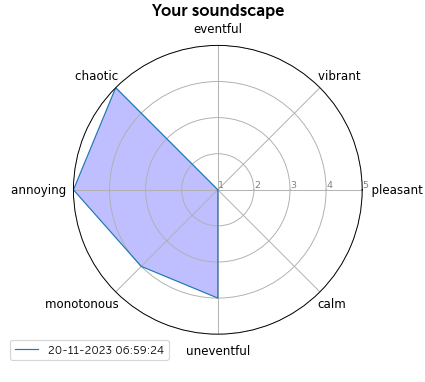 Your soundscape
eventful
chaotic
vibrant
annoying
1
2
3
4
5
pleasant
monotonous
calm
uneventful
20-11-2023 06:59:24